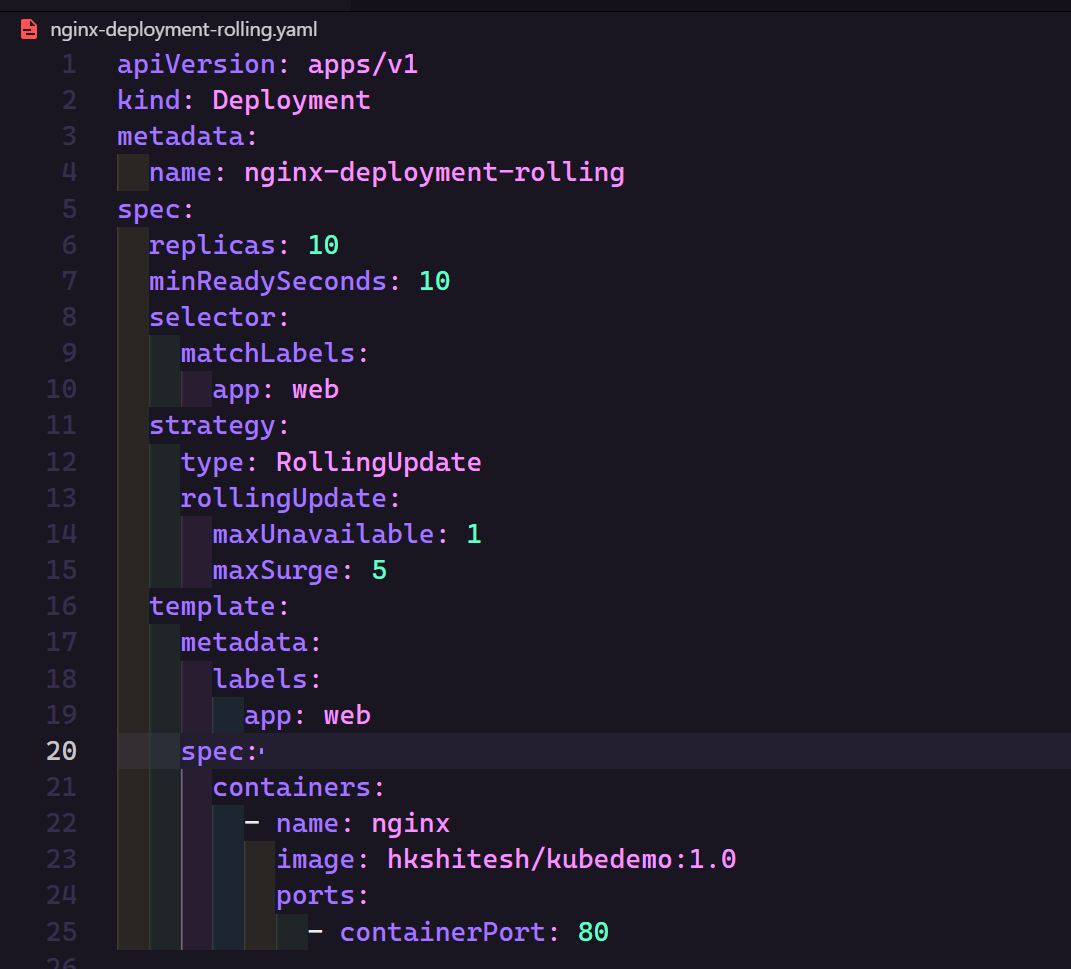 nginx-deployment-rolling.yaml
1 apiVersion: apps/v1
2 kind: Deployment
3 metadata:
4   name: nginx-deployment-rolling
5 spec:
6   replicas: 10
7   minReadySeconds: 10
8   selector:
9     matchLabels:
10       app: web
11   strategy:
12     type: RollingUpdate
13     rollingUpdate:
14       maxUnavailable: 1
15       maxSurge: 5
16   template:
17     metadata:
18       labels:
19         app: web
20     spec:
21       containers:
22         - name: nginx
23           image: hkshitesh/kubedemo:1.0
24           ports:
25             - containerPort: 80
26